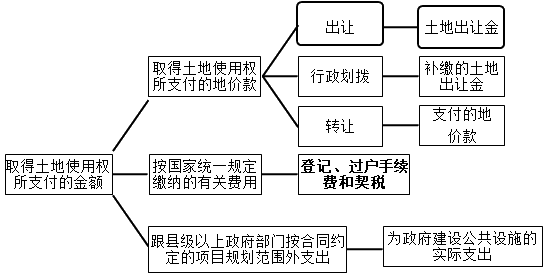 出让
土地出让金
取得土地使用权
所支付的地价款
行政划拨
补缴的土地
出让金
转让
支付的地
价款
取得土地使用权
所支付的金额
按国家统一规定
缴纳的有关费用
登记、过户手续
费和契税
跟县级以上政府部门按合同约
定的项目规划范围外支出
为政府建设公共设施的
实际支出